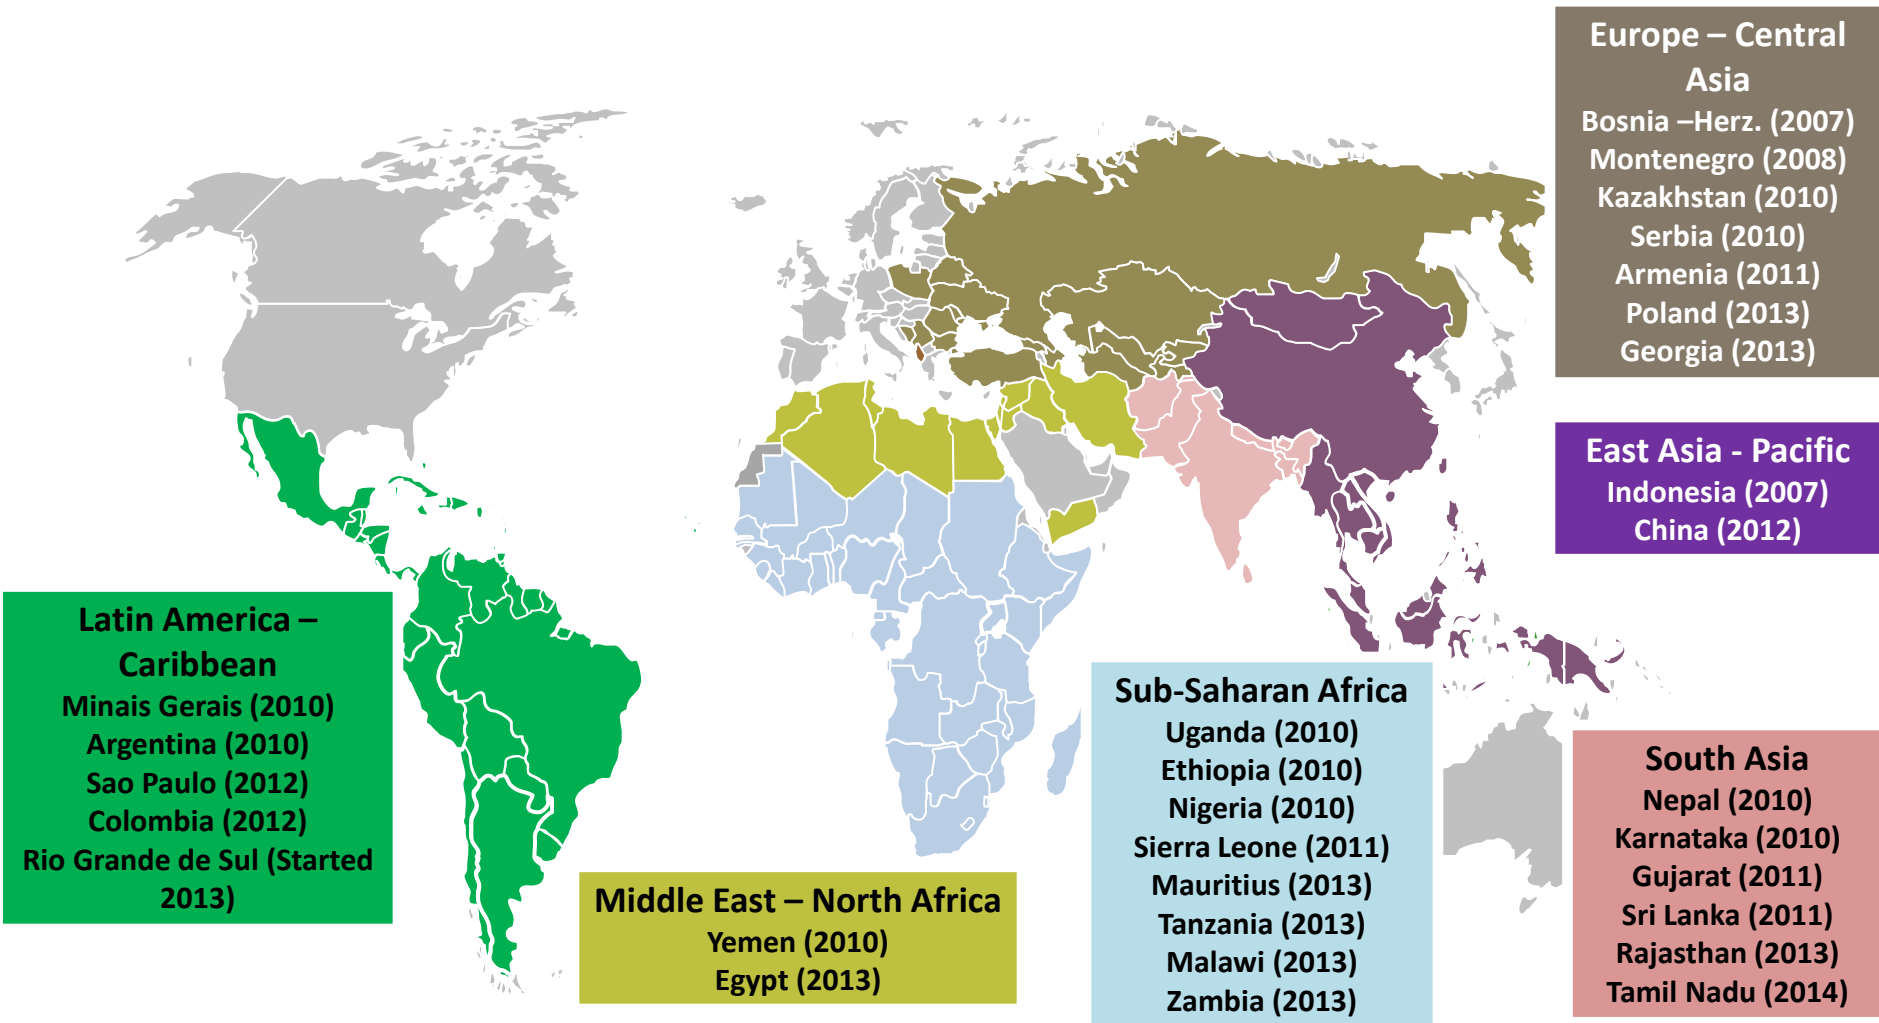 Europe – Central
Asia
Bosnia –Herz. (2007)
Montenegro (2008)
Kazakhstan (2010)
Serbia (2010)
Armenia (2011)
Poland (2013)
Georgia (2013)
East Asia - Pacific
Indonesia (2007)
China (2012)
Latin America –
Caribbean
Minais Gerais (2010)
Argentina (2010)
Sao Paulo (2012)
Colombia (2012)
Rio Grande de Sul (Started
2013)
Middle East – North Africa
Yemen (2010)
Egypt (2013)
Sub-Saharan Africa
Uganda (2010)
Ethiopia (2010)
Nigeria (2010)
Sierra Leone (2011)
Mauritius (2013)
Tanzania (2013)
Malawi (2013)
Zambia (2013)
South Asia
Nepal (2010)
Karnataka (2010)
Gujarat (2011)
Sri Lanka (2011)
Rajasthan (2013)
Tamil Nadu (2014)